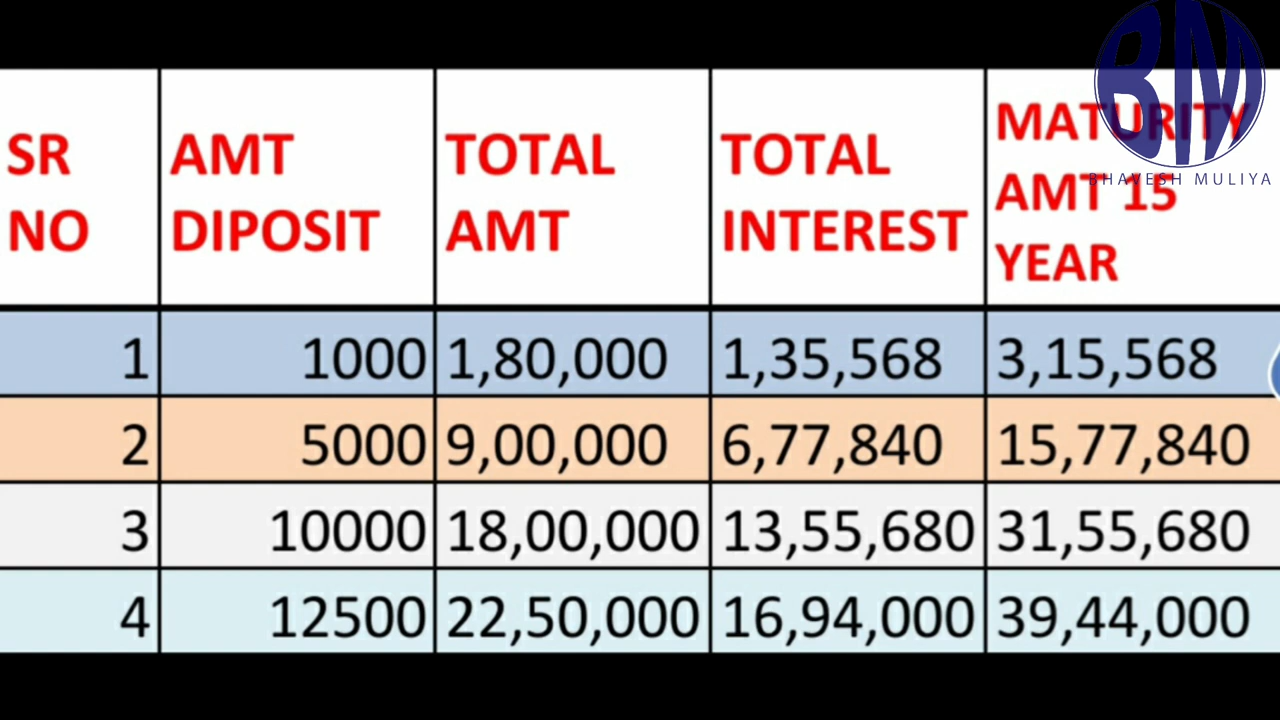 BM
BHAVESH MULIYA
SR NO AMT DIPOSIT TOTAL AMT TOTAL INTEREST MATURITY AMT 15 YEAR
1 1000 1,80,000 1,35,568 3,15,568
2 5000 9,00,000 6,77,840 15,77,840
3 10000 18,00,000 13,55,680 31,55,680
4 12500 22,50,000 16,94,000 39,44,000